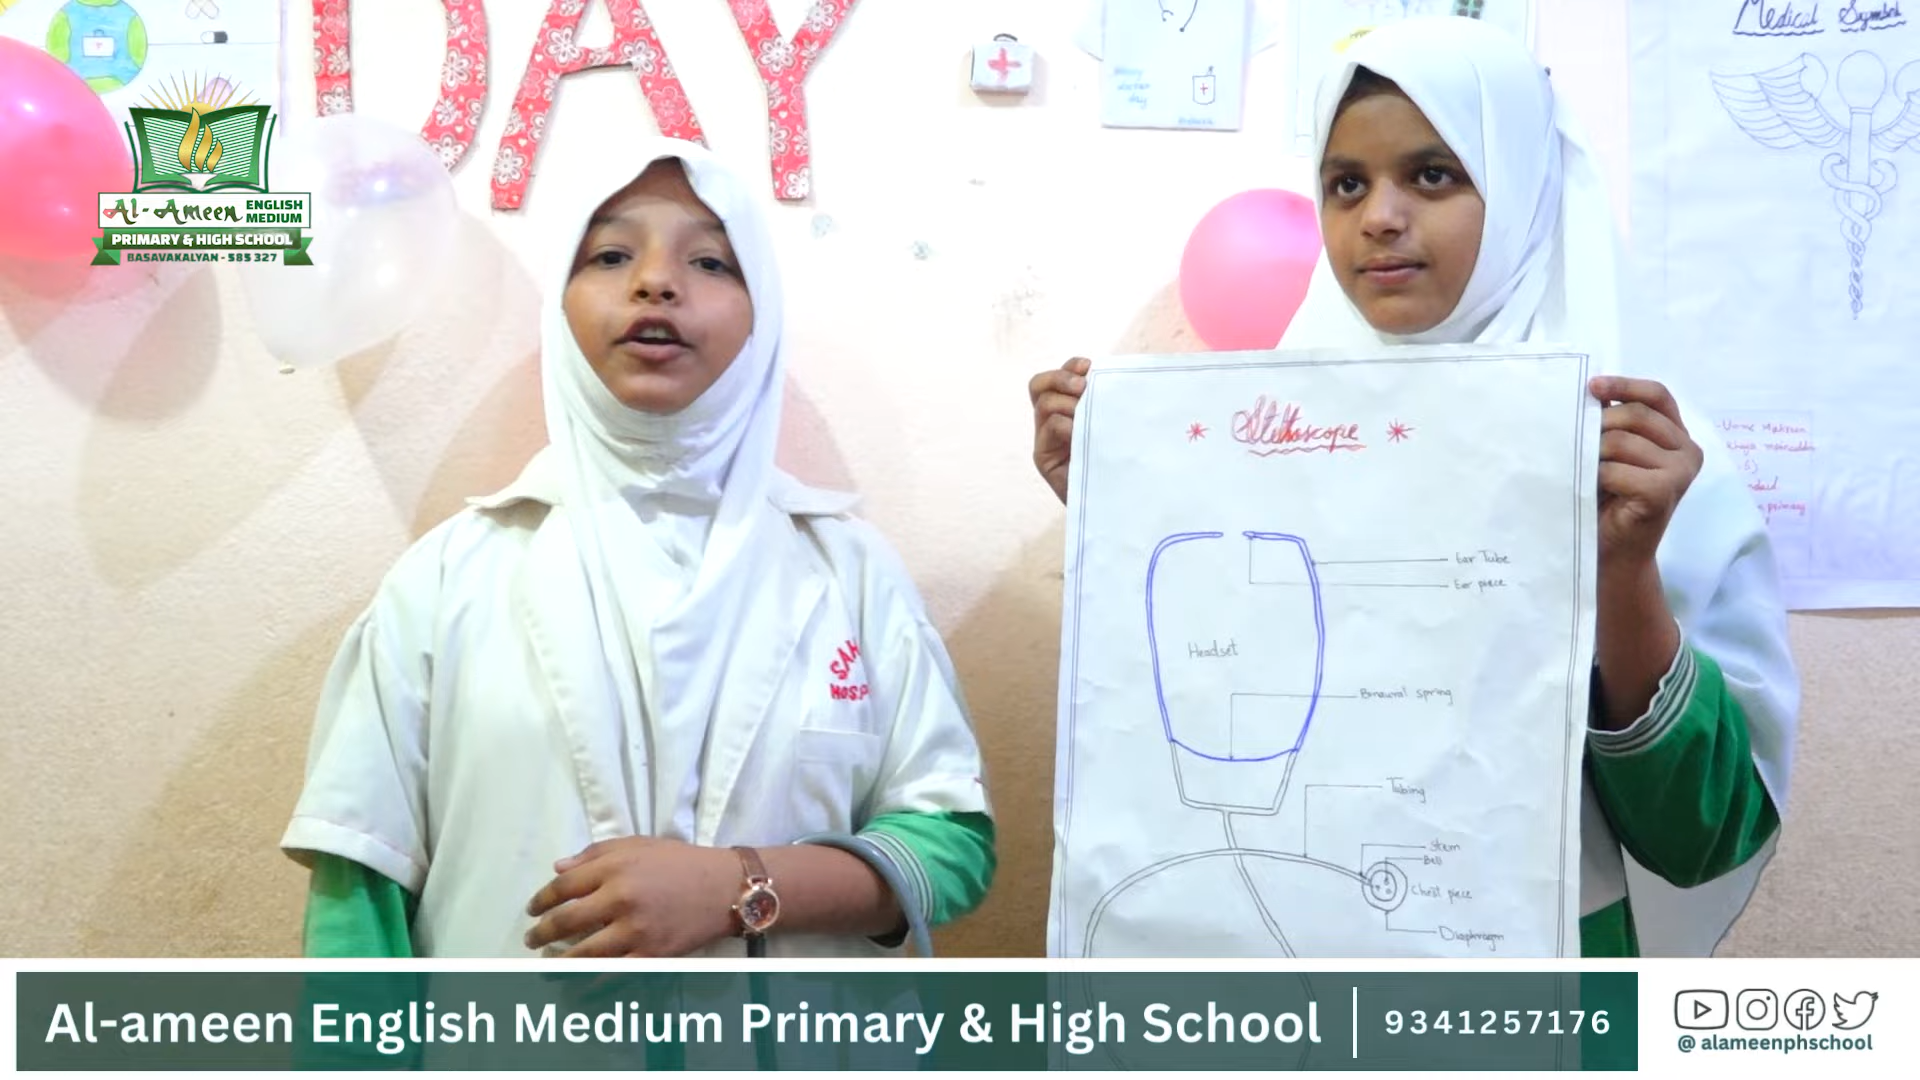 DAY
Medical Symbol
Al-Ameen ENGLISH MEDIUM
PRIMARY & HIGH SCHOOL
BASAVAKALYAN - 585 327
Stethoscope
Ear Tube
Ear piece
Headset
Binaural spring
Tubing
Stem
Bell
Chest piece
Diaphragm
Al-ameen English Medium Primary & High School
9341257176
@ alameenphschool